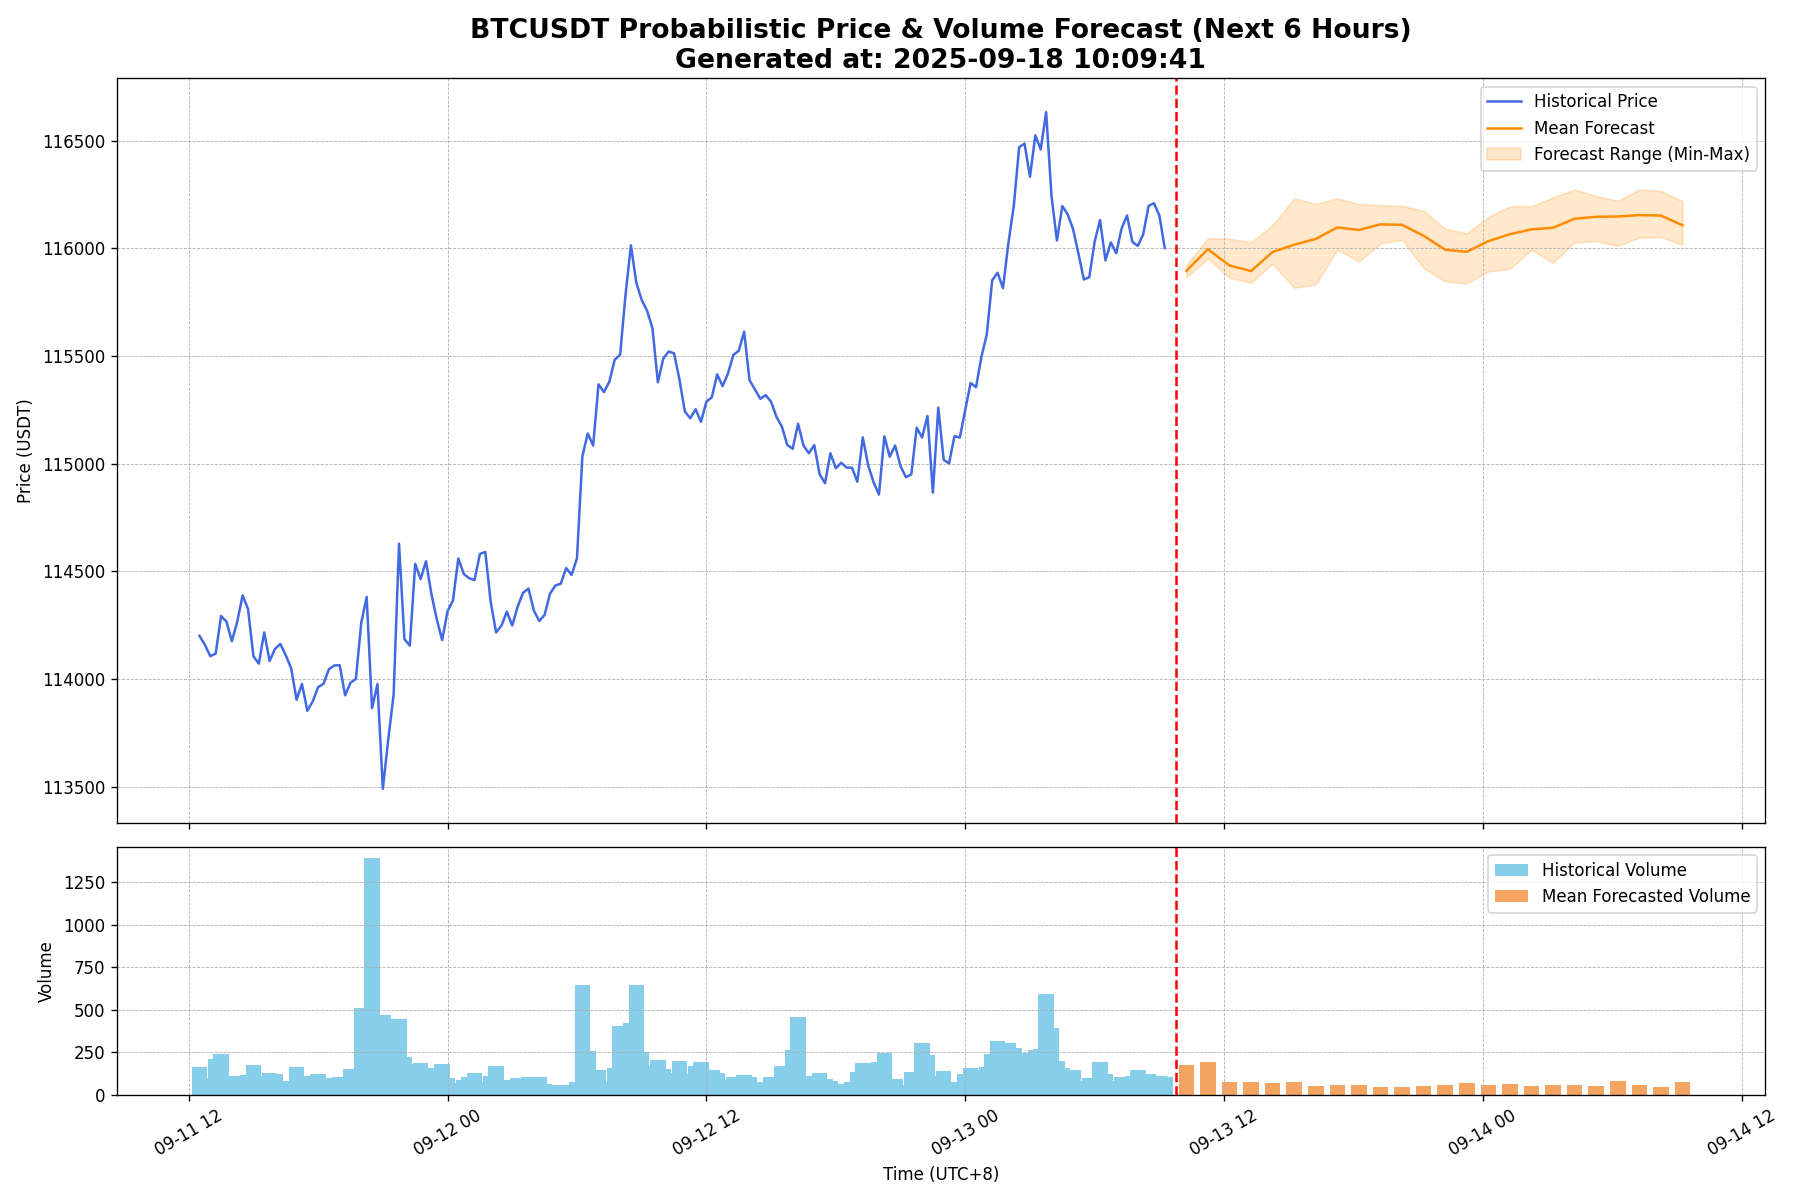 BTCUSDT Probabilistic Price & Volume Forecast (Next 6 Hours)
Generated at: 2025-09-18 10:09:41
Historical Price
Mean Forecast
Forecast Range (Min-Max)
116500
116000
115500
115000
114500
114000
113500
Price (USDT)
Historical Volume
Mean Forecasted Volume
1250
1000
750
500
250
0
Volume
09-11 12
09-12 00
09-12 12
09-13 00
09-13 12
09-14 00
09-14 12
Time (UTC+8)